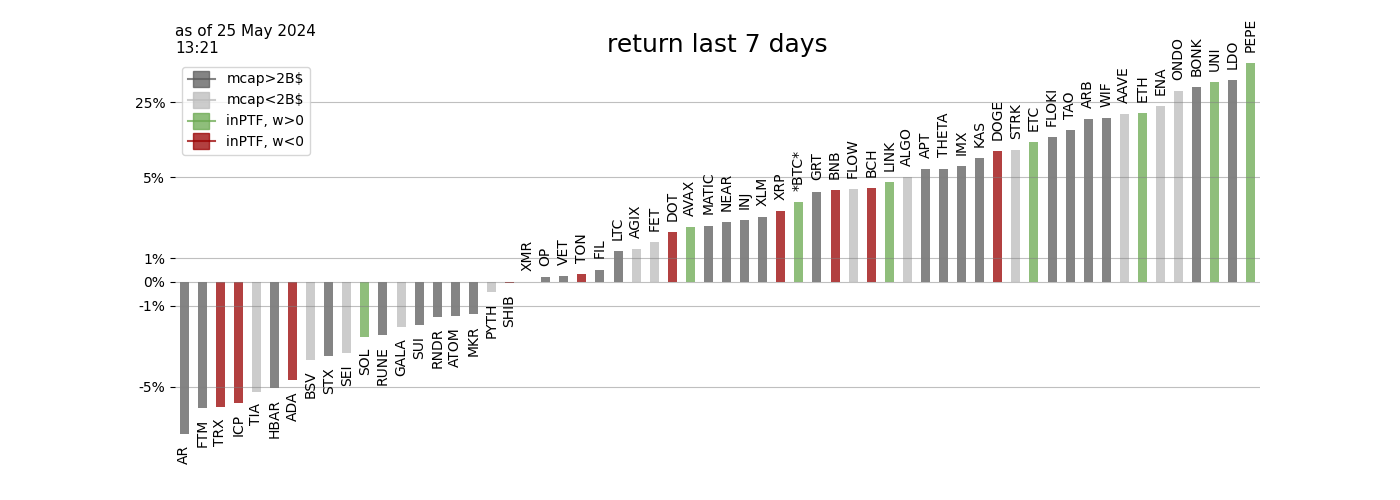 as of 25 May 2024
13:21
return last 7 days
mcap>2B$
mcap<2B$
inPTF, w>0
inPTF, w<0
25%
5%
1%
0%
-1%
-5%
AR
FTM
TRX
ICP
TIA
HBAR
ADA
BSV
STX
SEI
SOL
RUNE
GALA
SUI
RNDR
ATOM
MKR
PYTH
SHIB
XMR
OP
VET
TON
FIL
LTC
AGIX
FET
DOT
AVAX
MATIC
NEAR
INJ
XLM
XRP
*BTC*
GRT
BNB
FLOW
BCH
LINK
ALGO
APT
THETA
IMX
KAS
DOGE
STRK
ETC
FLOKI
TAO
ARB
WIF
AAVE
ETH
ENA
ONDO
BONK
UNI
LDO
PEPE